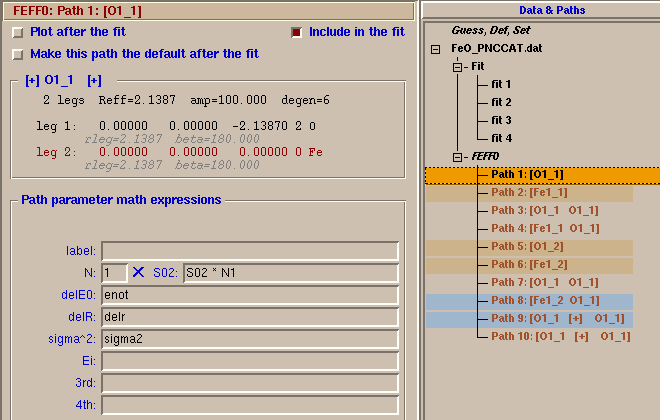 FEFF0: Path 1: [O1_1]
Plot after the fit
Include in the fit
Make this path the default after the fit
[+] O1_1 [+]
2 legs Reff=2.1387 amp=100.000 degen=6
leg 1: 0.00000 0.00000 -2.13870 2 O
rleg=2.1387 beta=180.000
leg 2: 0.00000 0.00000 0.00000 0 Fe
rleg=2.1387 beta=180.000
Path parameter math expressions
label:
N: 1 X S02: S02 * N1
delE0: enot
delR: delr
sigma^2: sigma2
Ei:
3rd:
4th:
Data & Paths
Guess, Def, Set
FeO_PNCCAT.dat
Fit
fit 1
fit 2
fit 3
fit 4
FEFF0
Path 1: [O1_1]
Path 2: [Fe1_1]
Path 3: [O1_1 O1_1]
Path 4: [Fe1_1 O1_1]
Path 5: [O1_2]
Path 6: [Fe1_2]
Path 7: [O1_1 O1_1]
Path 8: [Fe1_2 O1_1]
Path 9: [O1_1 [+] O1_1]
Path 10: [O1_1 [+] O1_1]